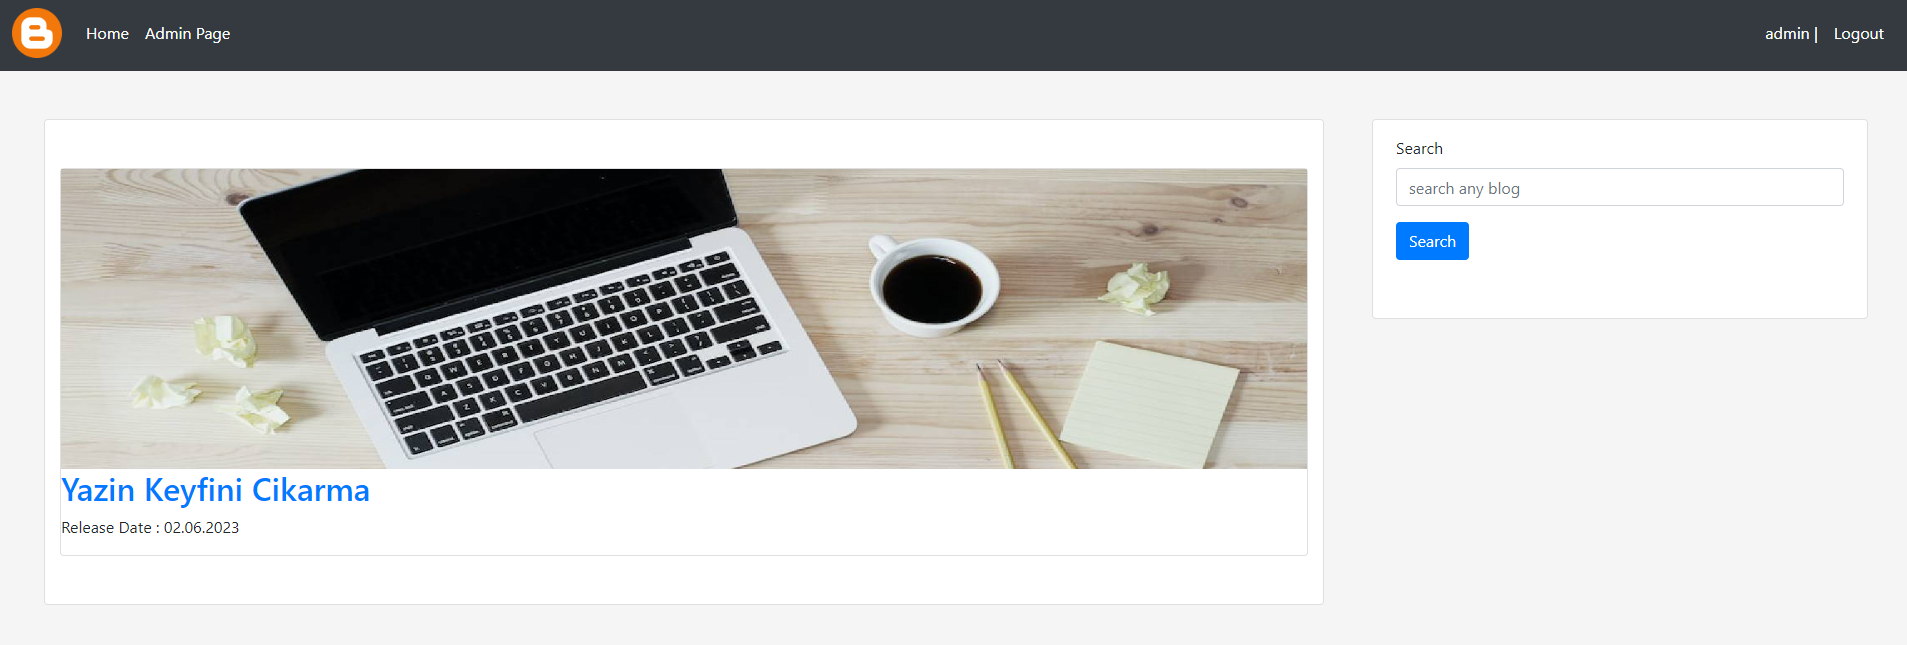 Home Admin Page admin | Logout
Yazin Keyfini Cikarma
Release Date : 02.06.2023
Search
search any blog
Search